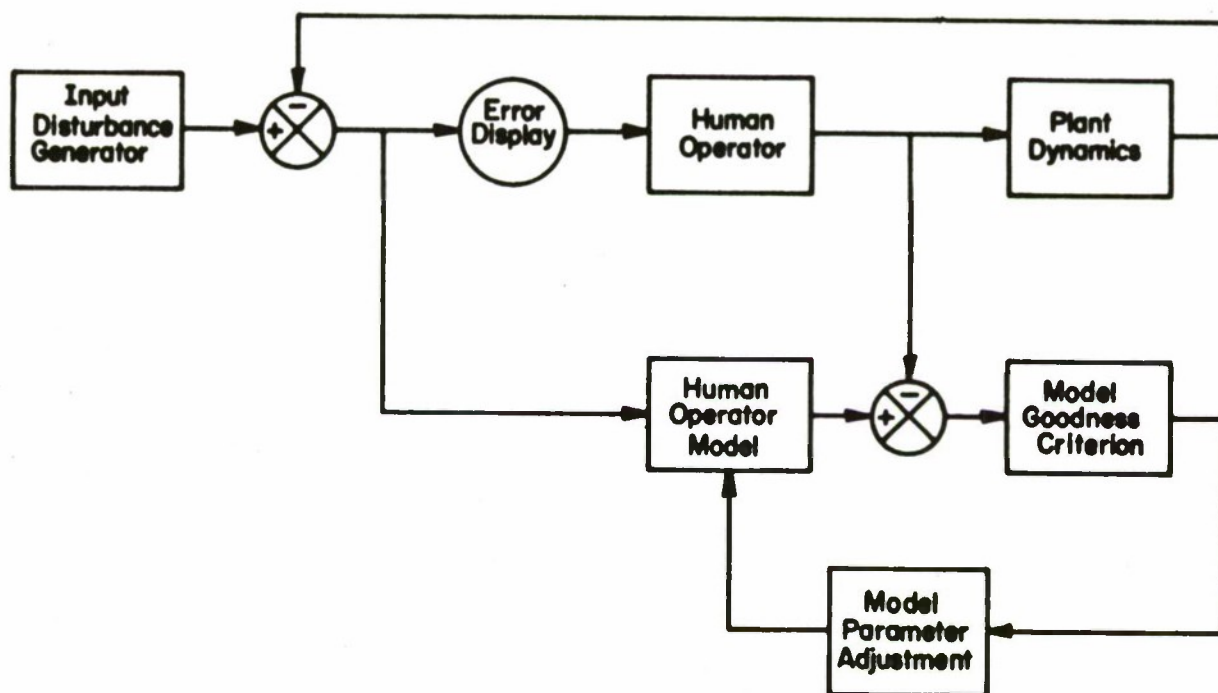 Input
Disturbance
Generator
+
−
Error
Display
Human
Operator
Plant
Dynamics
Human
Operator
Model
+
−
Model
Goodness
Criterion
Model
Parameter
Adjustment